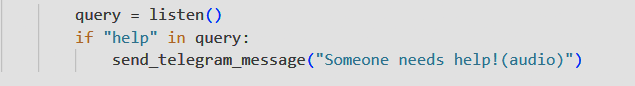 query = listen()
if "help" in query:
send_telegram_message("Someone needs help!(audio)")